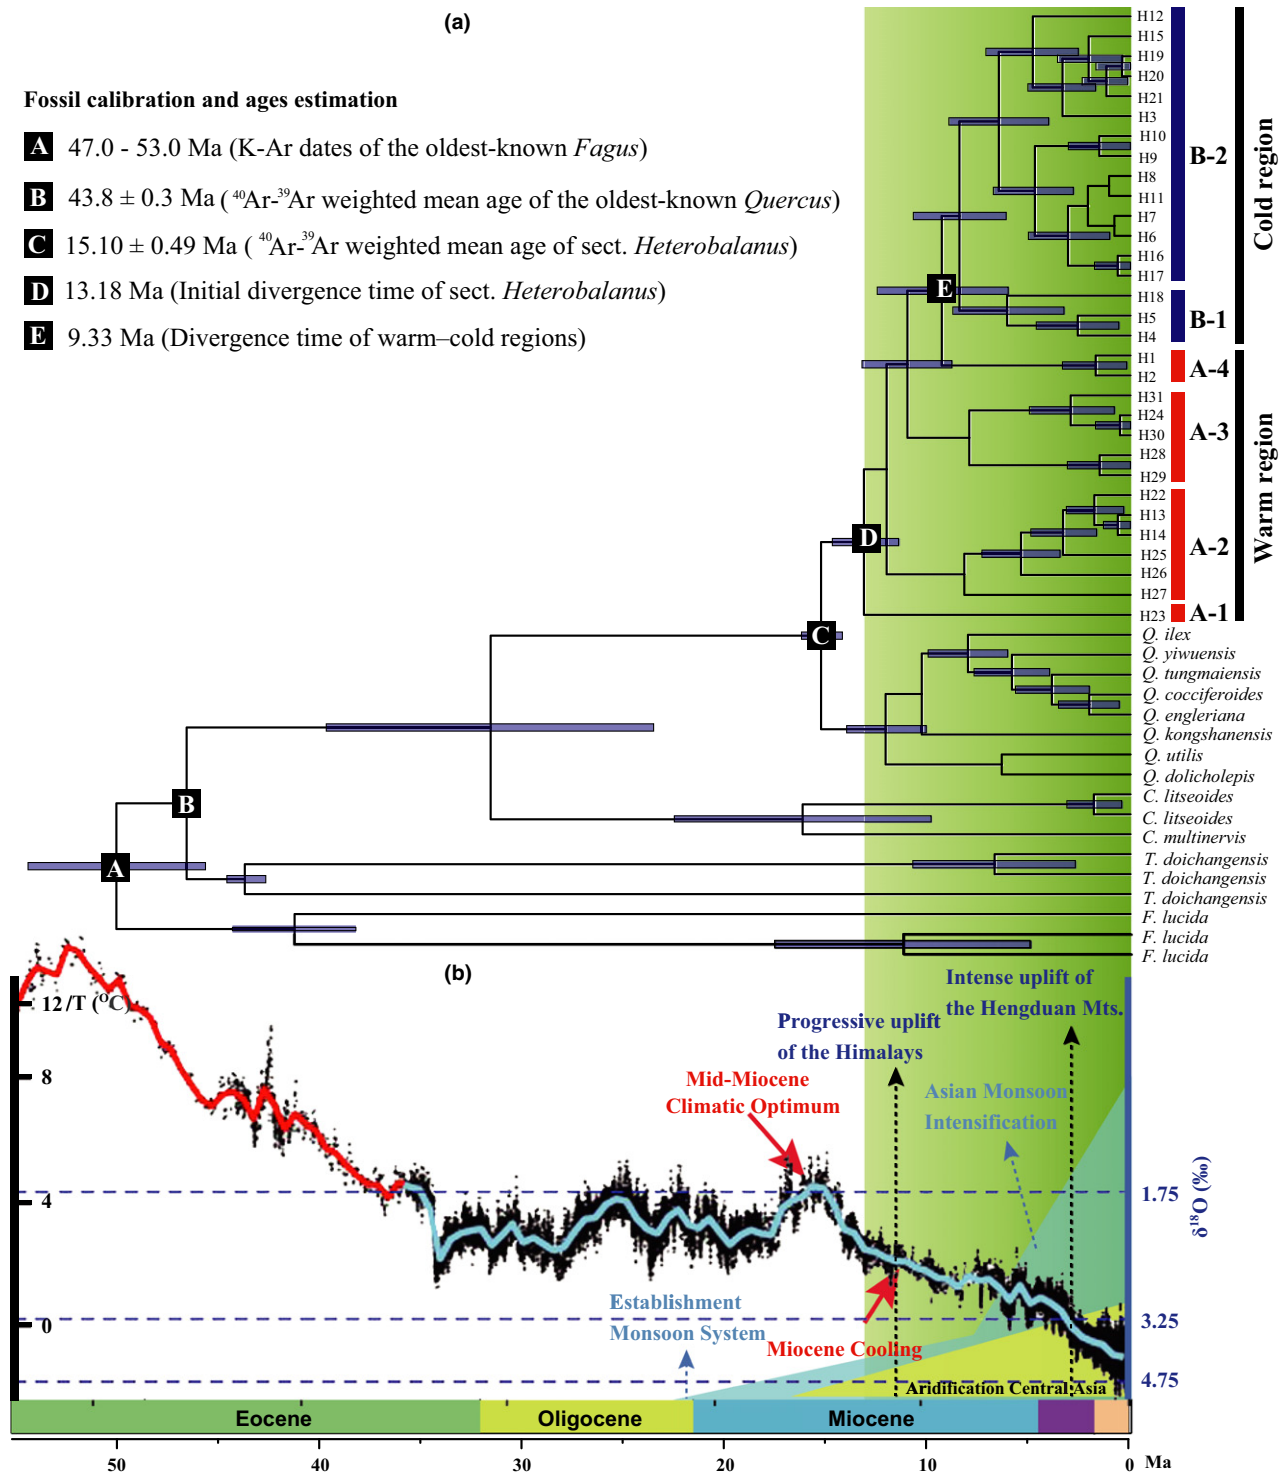 (a)
Fossil calibration and ages estimation
A 47.0 - 53.0 Ma (K-Ar dates of the oldest-known Fagus)
B 43.8 ± 0.3 Ma ( ⁴⁰Ar-³⁹Ar weighted mean age of the oldest-known Quercus)
C 15.10 ± 0.49 Ma ( ⁴⁰Ar-³⁹Ar weighted mean age of sect. Heterobalanus)
D 13.18 Ma (Initial divergence time of sect. Heterobalanus)
E 9.33 Ma (Divergence time of warm–cold regions)
H12
H15
H19
H20
H21
H3
H10
H9
H8
H11
H7
H6
H16
H17
H18
H5
H4
H1
H2
H31
H24
H30
H28
H29
H22
H13
H14
H25
H26
H27
H23
Q. ilex
Q. yiwuensis
Q. tungmaiensis
Q. cocciferoides
Q. engleriana
Q. kongshanensis
Q. utilis
Q. dolicholepis
C. litseoides
C. litseoides
C. multinervis
T. doichangensis
T. doichangensis
T. doichangensis
F. lucida
F. lucida
F. lucida
B-2
B-1
A-4
A-3
A-2
A-1
Cold region
Warm region
E
D
C
B
A
(b)
12/T (°C)
8
4
0
Mid-Miocene
Climatic Optimum
Progressive uplift
of the Himalays
Intense uplift of
the Hengduan Mts.
Asian Monsoon
Intensification
Establishment
Monsoon System
Miocene Cooling
Aridification Central Asia
1.75
3.25
4.75
δ¹⁸O (‰)
Eocene
Oligocene
Miocene
50
40
30
20
10
0
Ma